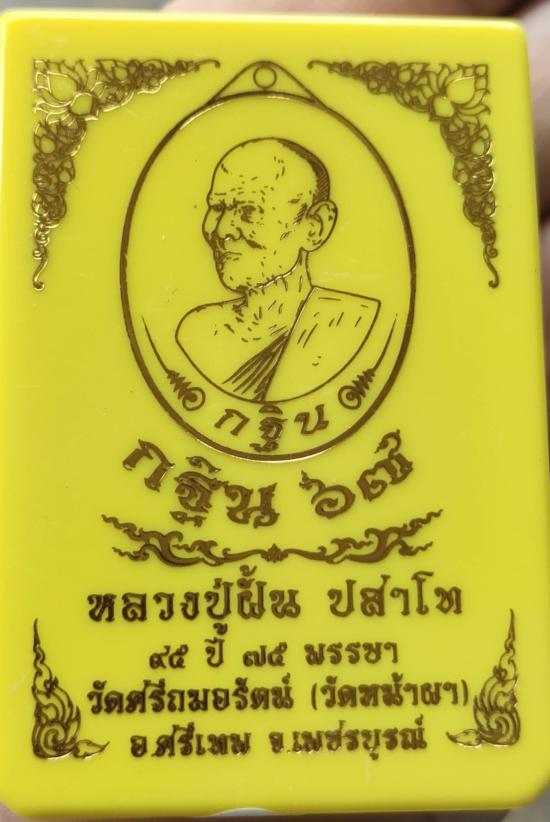 กฐิน
กฐิน ๖๗
หลวงปู่ฝั้น ปสาโท
๙๕ ปี ๗๕ พรรษา
วัดศรีถมอรัตน์ (วัดหน้าผา)
อ.ศรีเทพ จ.เพชรบูรณ์